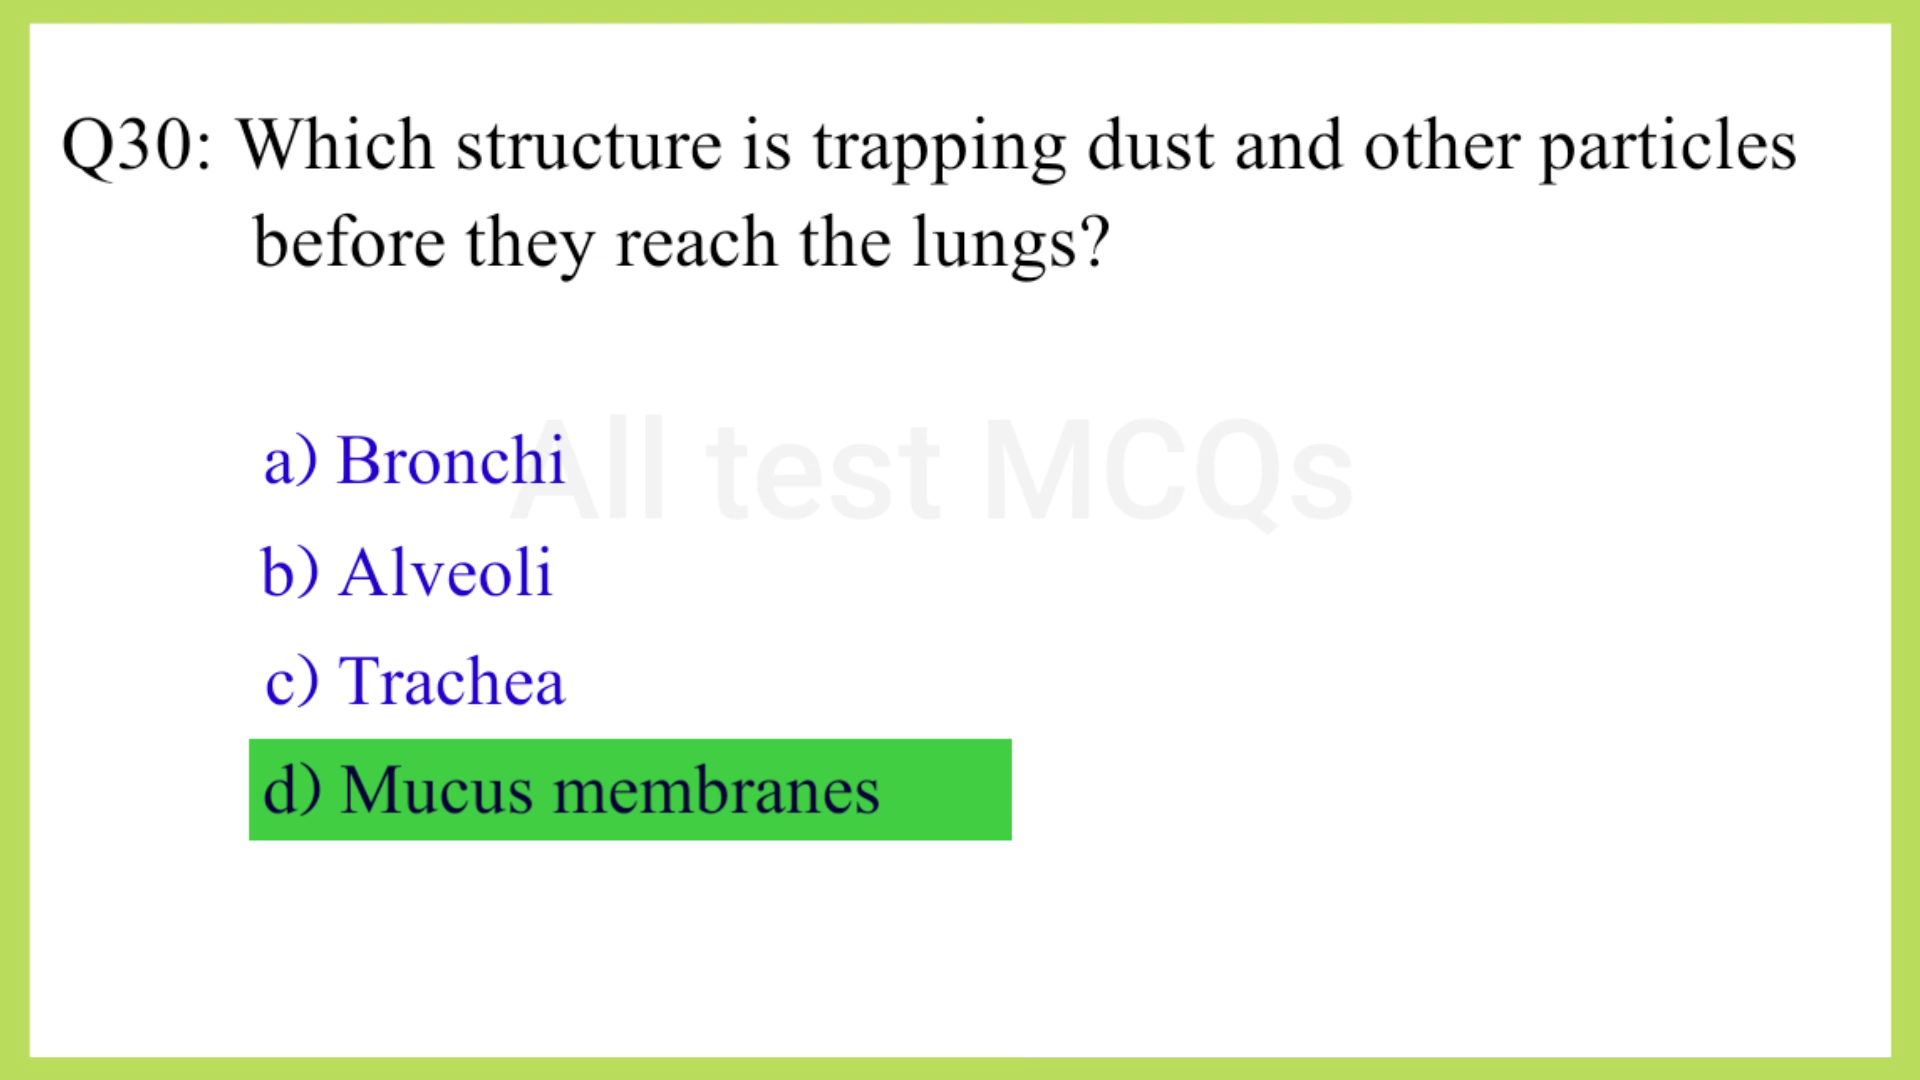 Q30: Which structure is trapping dust and other particles
before they reach the lungs?
All test MCQs
a) Bronchi
b) Alveoli
c) Trachea
d) Mucus membranes